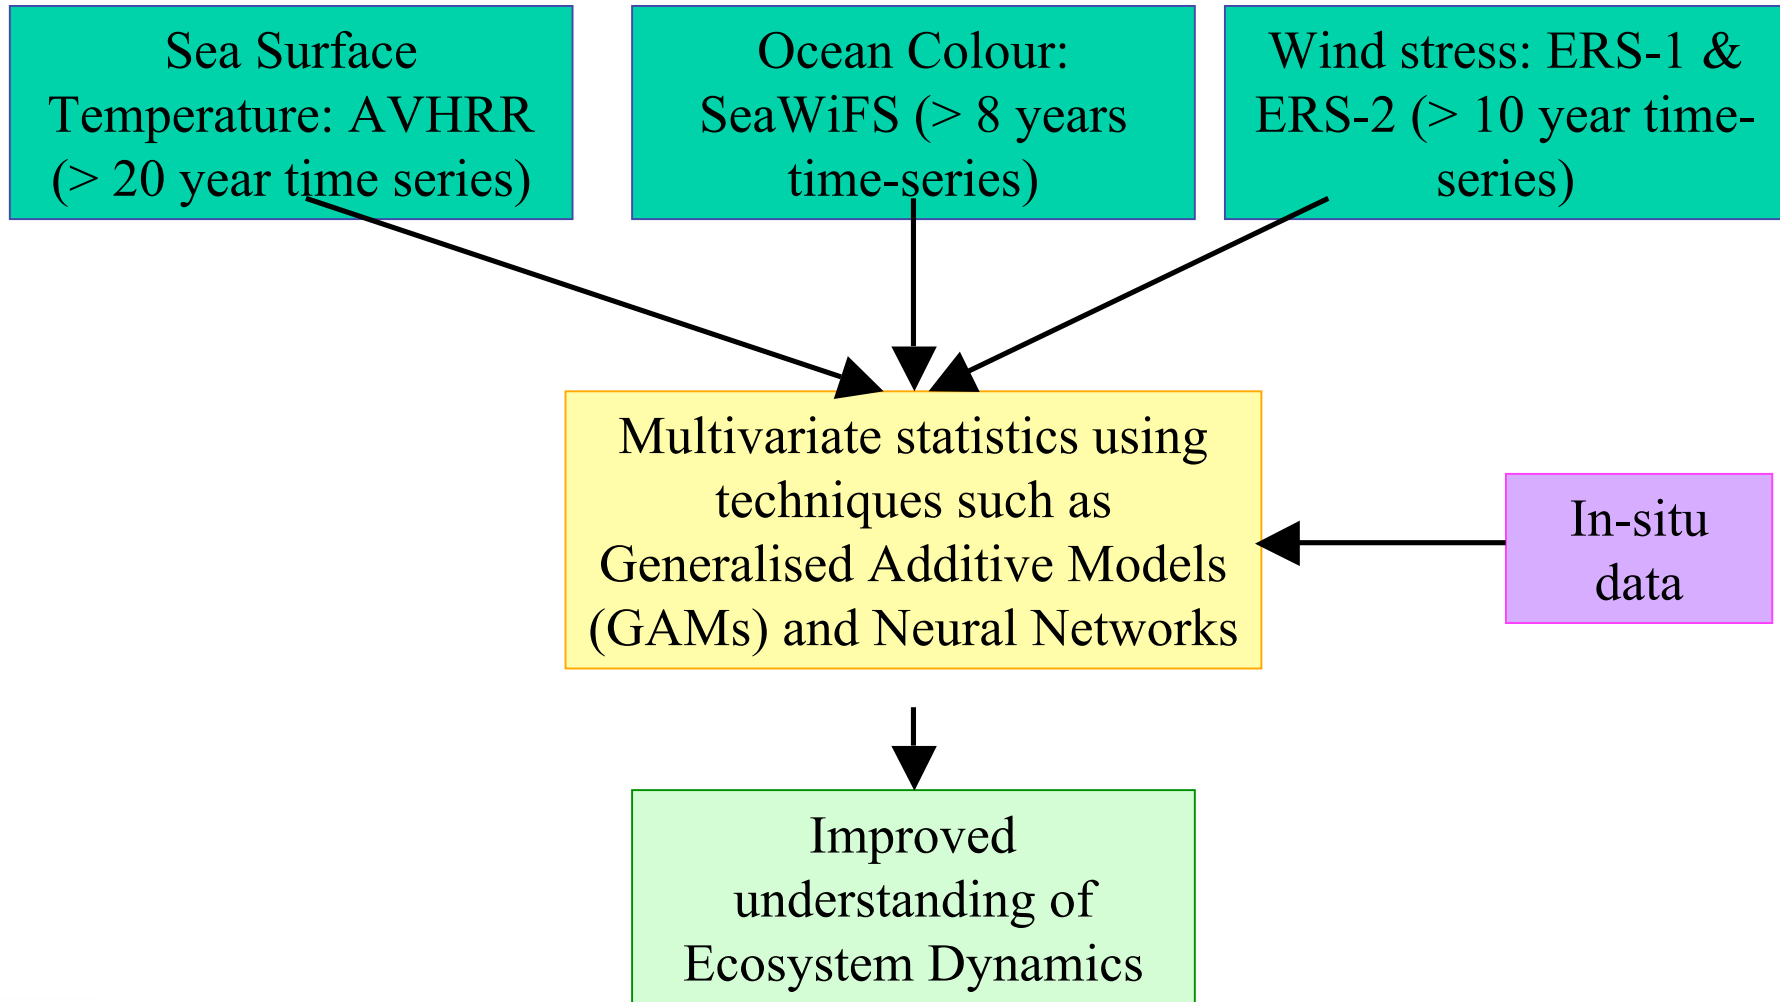 Sea Surface
Temperature: AVHRR
(> 20 year time series)
Ocean Colour:
SeaWiFS (> 8 years
time-series)
Wind stress: ERS-1 &
ERS-2 (> 10 year time-
series)
Multivariate statistics using
techniques such as
Generalised Additive Models
(GAMs) and Neural Networks
In-situ
data
Improved
understanding of
Ecosystem Dynamics